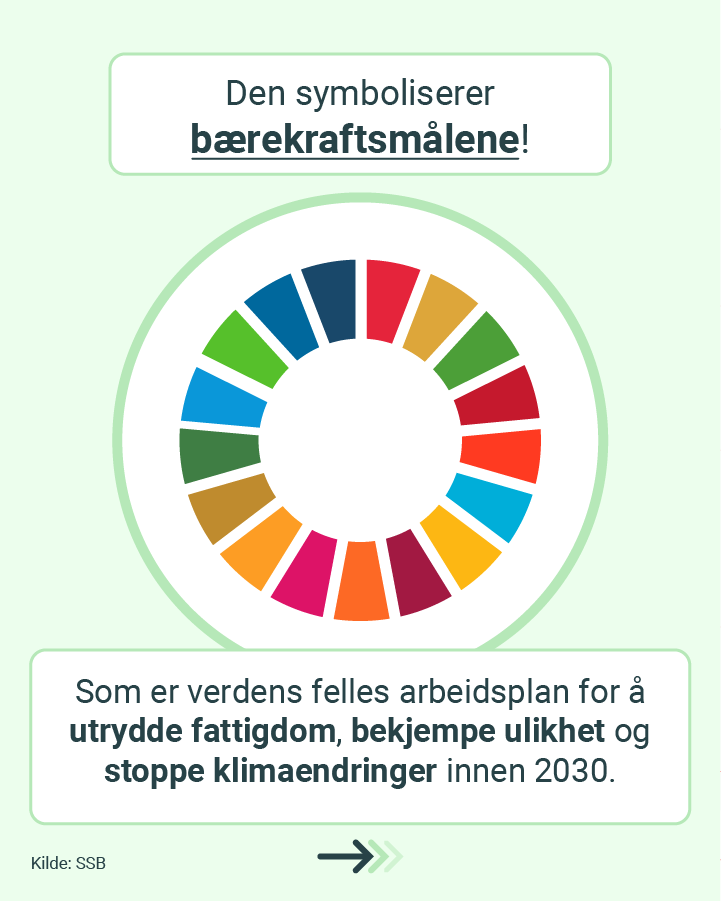 Den symboliserer
bærekraftsmålene!
Som er verdens felles arbeidsplan for å
utrydde fattigdom, bekjempe ulikhet og
stoppe klimaendringer innen 2030.
Kilde: SSB